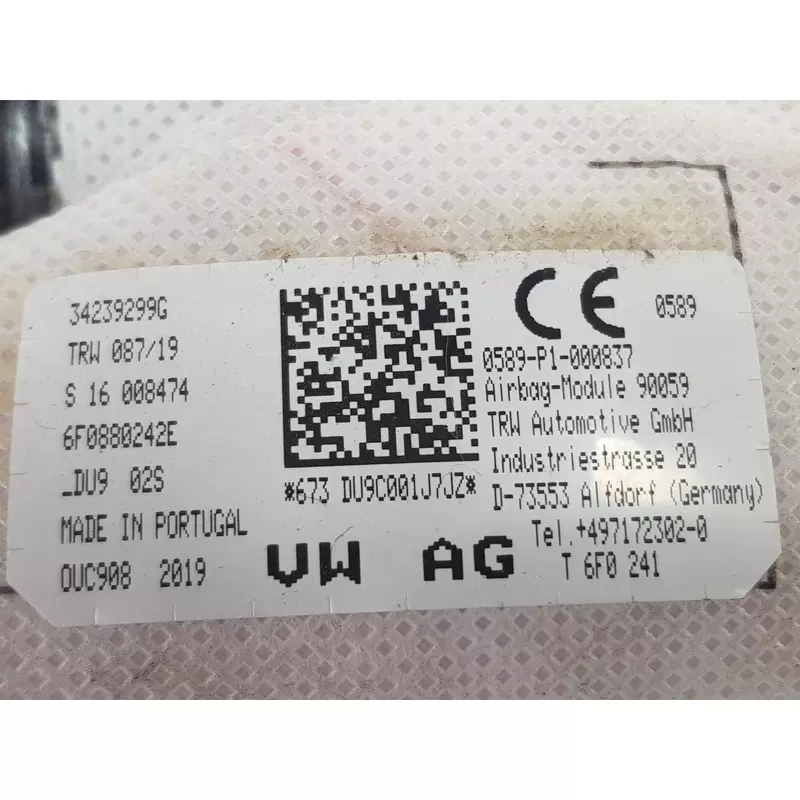 34239299G
TRW 087/19
S 16 008474
6F0880242E
_DU9 02S
MADE IN PORTUGAL
OUC908 2019
*673 DU9C001J7JZ*
VW AG
CE 0589
0589-P1-000837
Airbag-Module 90059
TRW Automotive GmbH
Industriestrasse 20
D-73553 Alfdorf (Germany)
Tel.+497172302-0
T 6F0 241